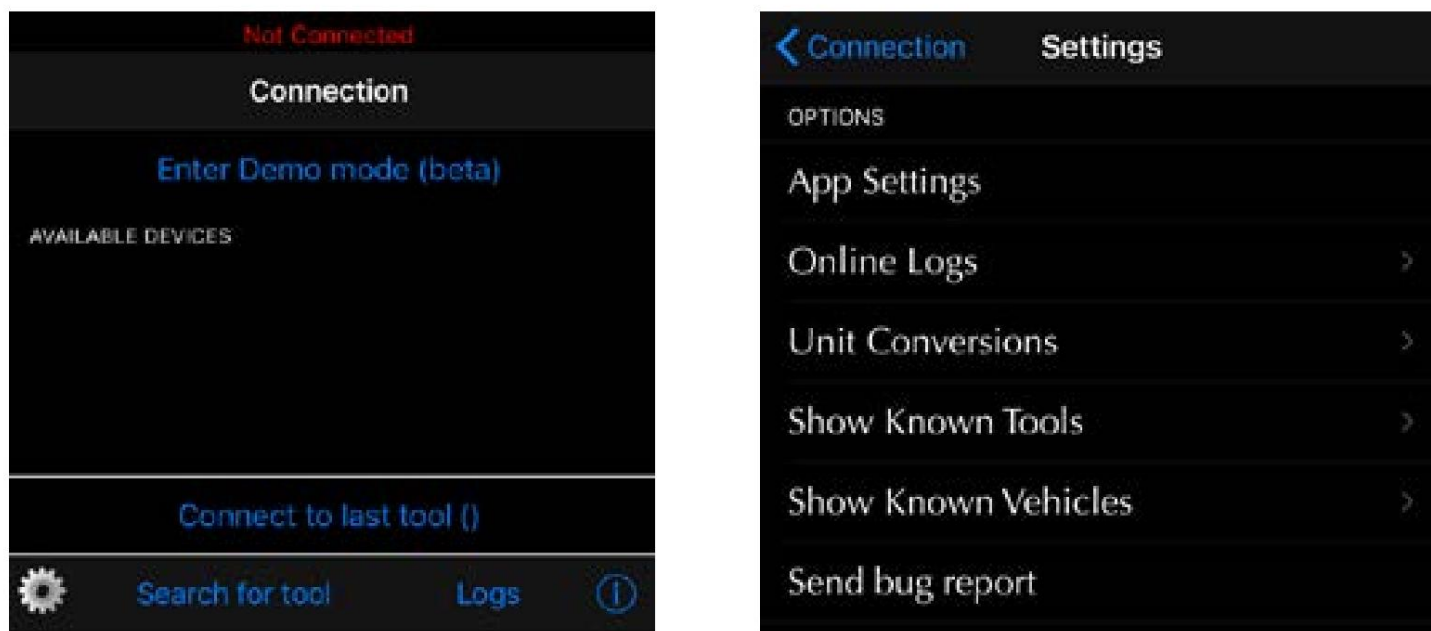 Not Connected
Connection
Enter Demo mode (beta)
AVAILABLE DEVICES
Connect to last tool ()
Search for tool Logs
Connection Settings
OPTIONS
App Settings
Online Logs
Unit Conversions
Show Known Tools
Show Known Vehicles
Send bug report